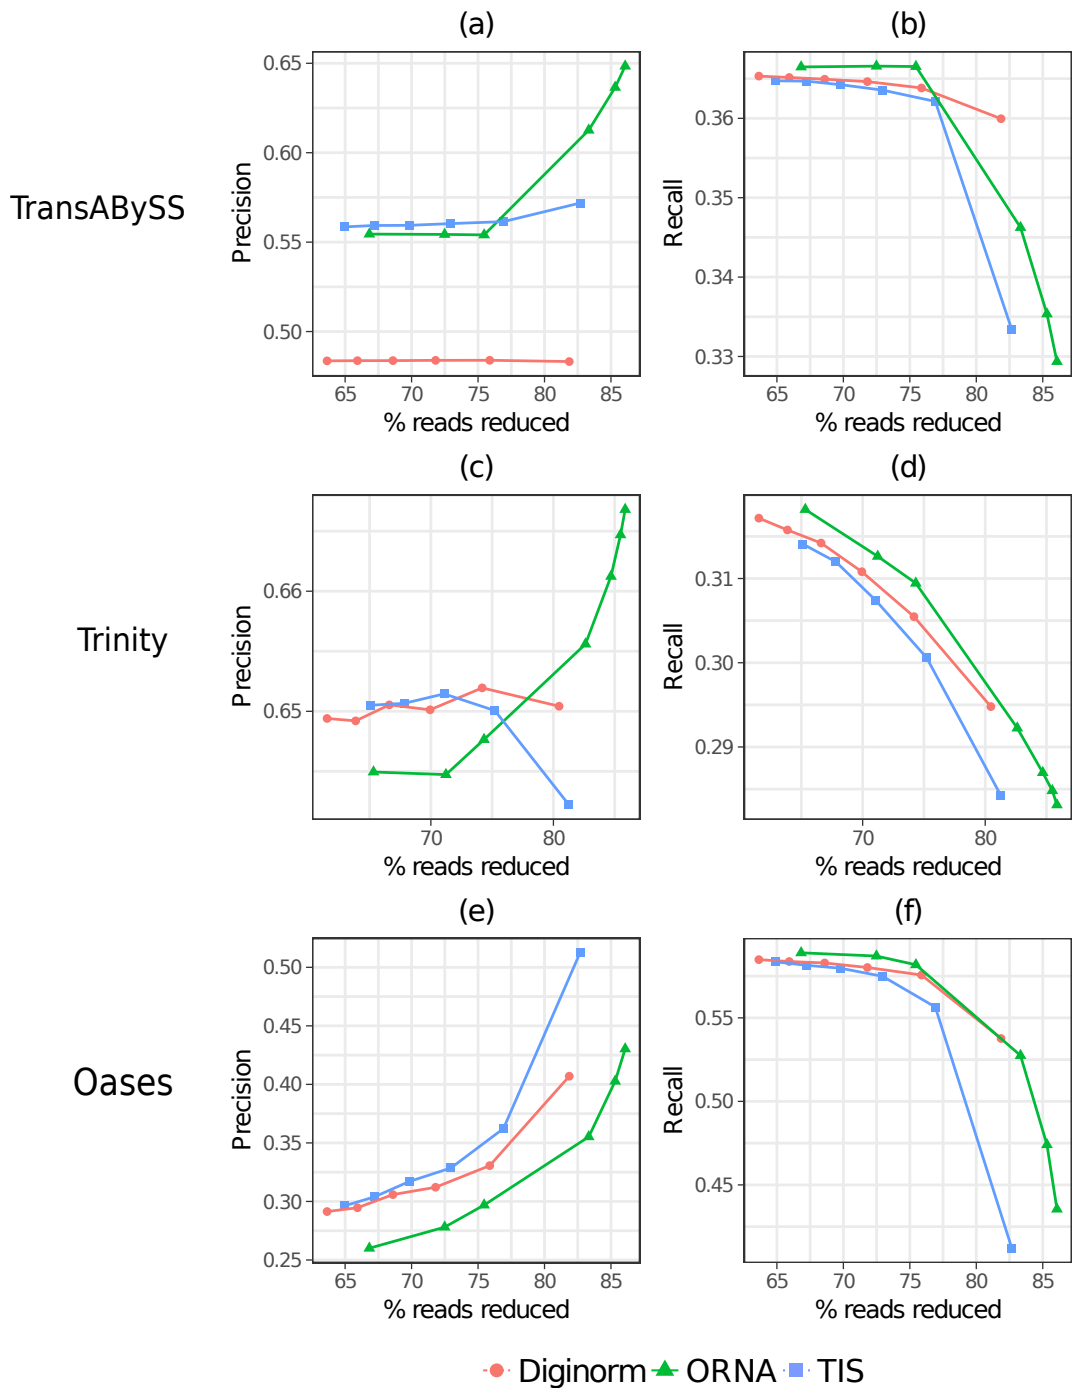 (a)
(b)
TransABySS
Precision
0.65
0.60
0.55
0.50
65 70 75 80 85
% reads reduced
Recall
0.36
0.35
0.34
0.33
65 70 75 80 85
% reads reduced
(c)
(d)
Trinity
Precision
0.66
0.65
70 80
% reads reduced
Recall
0.31
0.30
0.29
70 80
% reads reduced
(e)
(f)
Oases
Precision
0.50
0.45
0.40
0.35
0.30
0.25
65 70 75 80 85
% reads reduced
Recall
0.55
0.50
0.45
65 70 75 80 85
% reads reduced
Diginorm ORNA TIS